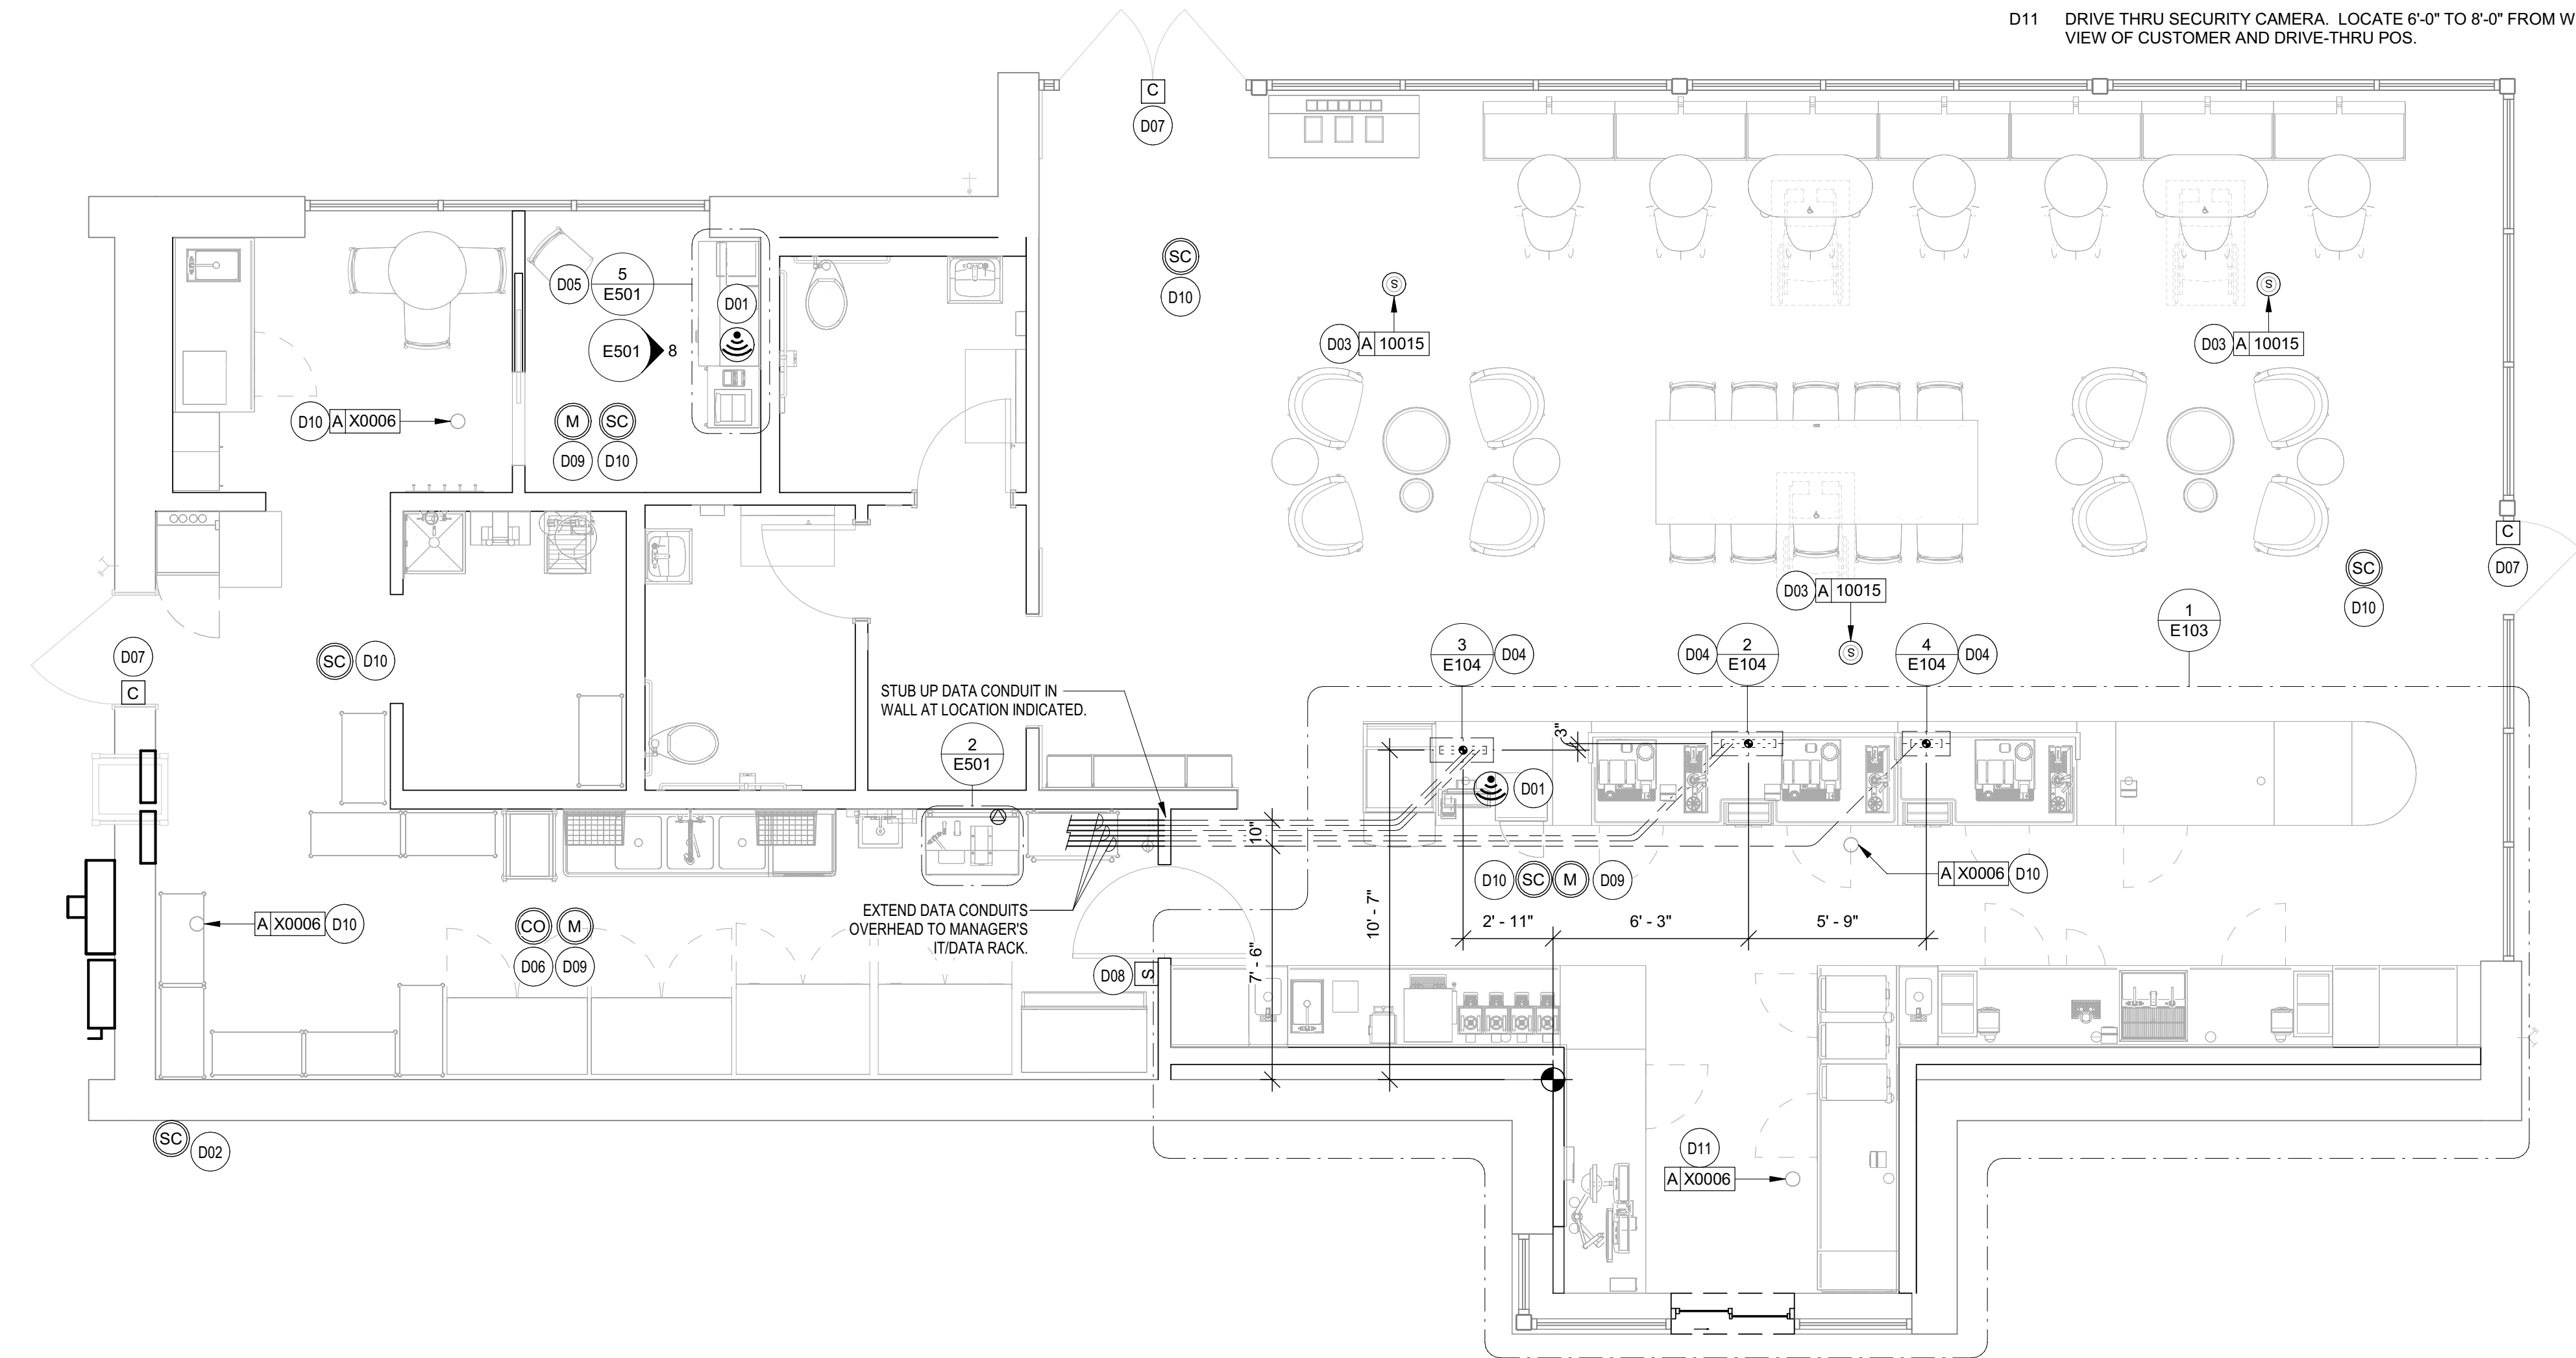 D11 DRIVE THRU SECURITY CAMERA. LOCATE 6'-0" TO 8'-0" FROM W
VIEW OF CUSTOMER AND DRIVE-THRU POS.
C
D07
SC
D10
D05
5
E501
D01
E501
8
S
S
D03 A 10015
D03 A 10015
D10 A X0006
M
SC
D09
D10
C
D07
SC
D10
D03 A 10015
S
1
E103
D07
C
SC
D10
3
E104
D04
D04
2
E104
4
E104
D04
STUB UP DATA CONDUIT IN
WALL AT LOCATION INDICATED.
2
E501
3"
D01
10"
D10
SC
M
D09
A X0006 D10
EXTEND DATA CONDUITS
OVERHEAD TO MANAGER'S
IT/DATA RACK.
10' - 7"
2' - 11"
6' - 3"
5' - 9"
A X0006 D10
CO
M
D06
D09
7' - 6"
D08
S
SC
D02
D11
A X0006